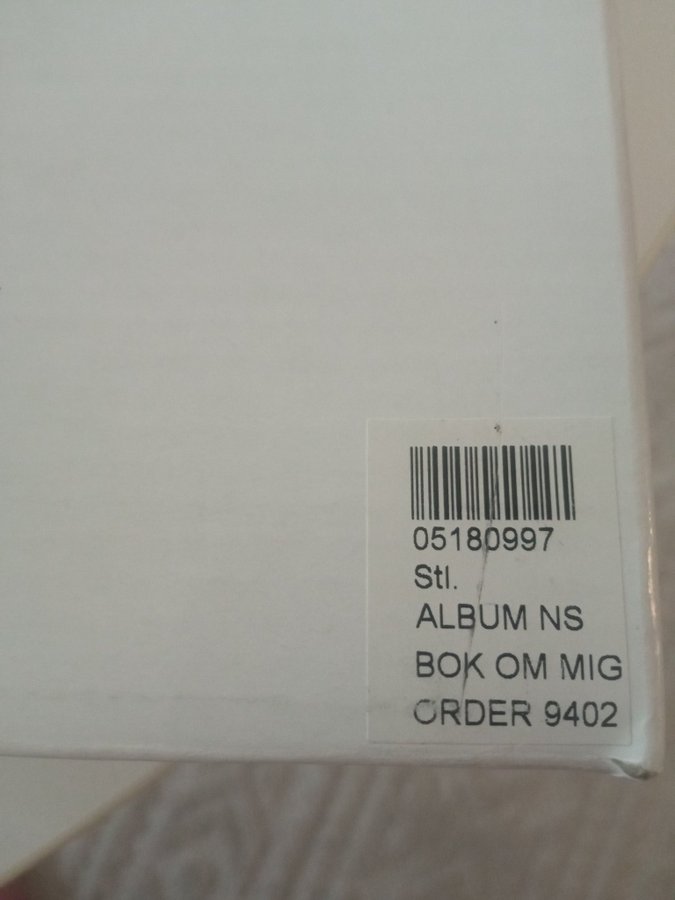 05180997
Stl.
ALBUM NS
BOK OM MIG
ORDER 9402